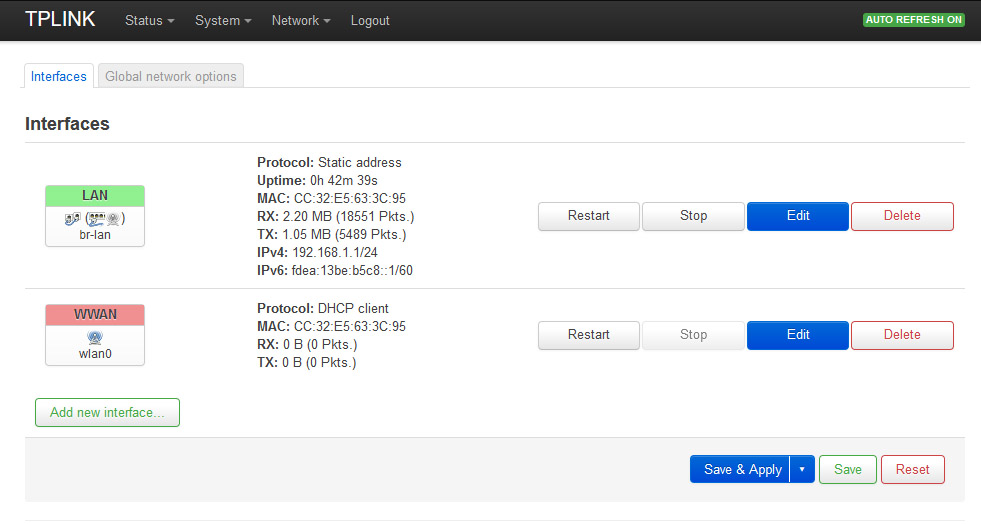 TPLINK Status System Network Logout AUTO REFRESH ON
Interfaces Global network options
Interfaces
LAN
br-lan
Protocol: Static address
Uptime: 0h 42m 39s
MAC: CC:32:E5:63:3C:95
RX: 2.20 MB (18551 Pkts.)
TX: 1.05 MB (5489 Pkts.)
IPv4: 192.168.1.1/24
IPv6: fdea:13be:b5c8::1/60
Restart Stop Edit Delete
WWAN
wlan0
Protocol: DHCP client
MAC: CC:32:E5:63:3C:95
RX: 0 B (0 Pkts.)
TX: 0 B (0 Pkts.)
Restart Stop Edit Delete
Add new interface...
Save & Apply Save Reset